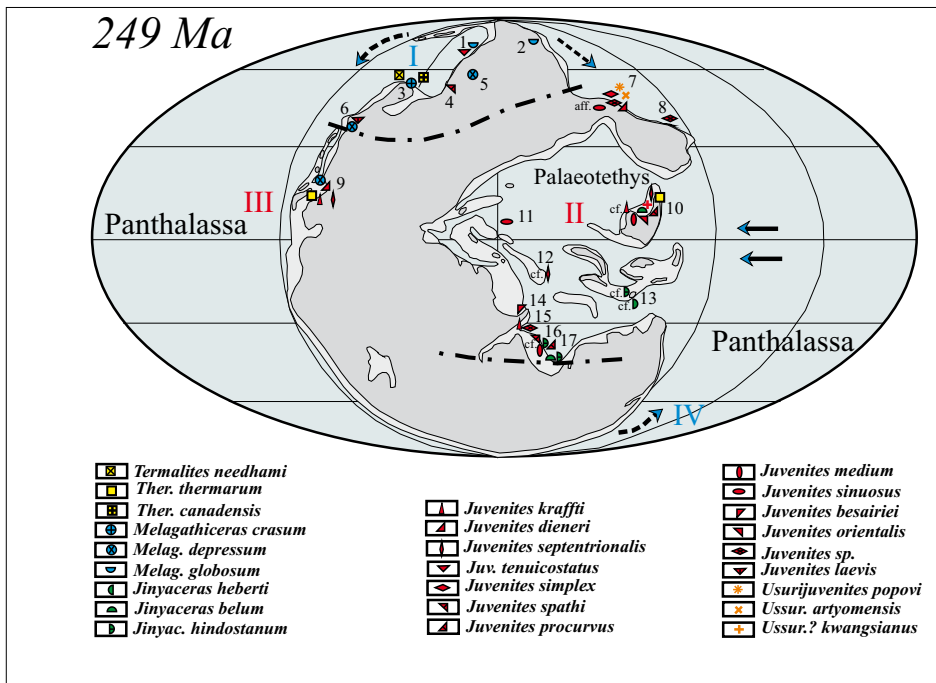 249 Ma
I
1
2
3
4
5
6
7
aff.
8
9
III
Panthalassa
Palaeotethys
II
cf.
10
11
12
cf.
cf.
13
cf.
14
15
16
cf.
17
Panthalassa
IV
Termalites needhami
Ther. thermarum
Ther. canadensis
Melagathiceras crasum
Melag. depressum
Melag. globosum
Jinyaceras heberti
Jinyaceras belum
Jinyac. hindostanum
Juvenites kraffti
Juvenites dieneri
Juvenites septentrionalis
Juv. tenuicostatus
Juvenites simplex
Juvenites spathi
Juvenites procurvus
Juvenites medium
Juvenites sinuosus
Juvenites besairiei
Juvenites orientalis
Juvenites sp.
Juvenites laevis
Usurijuvenites popovi
Ussur. artyomensis
Ussur.? kwangsianus